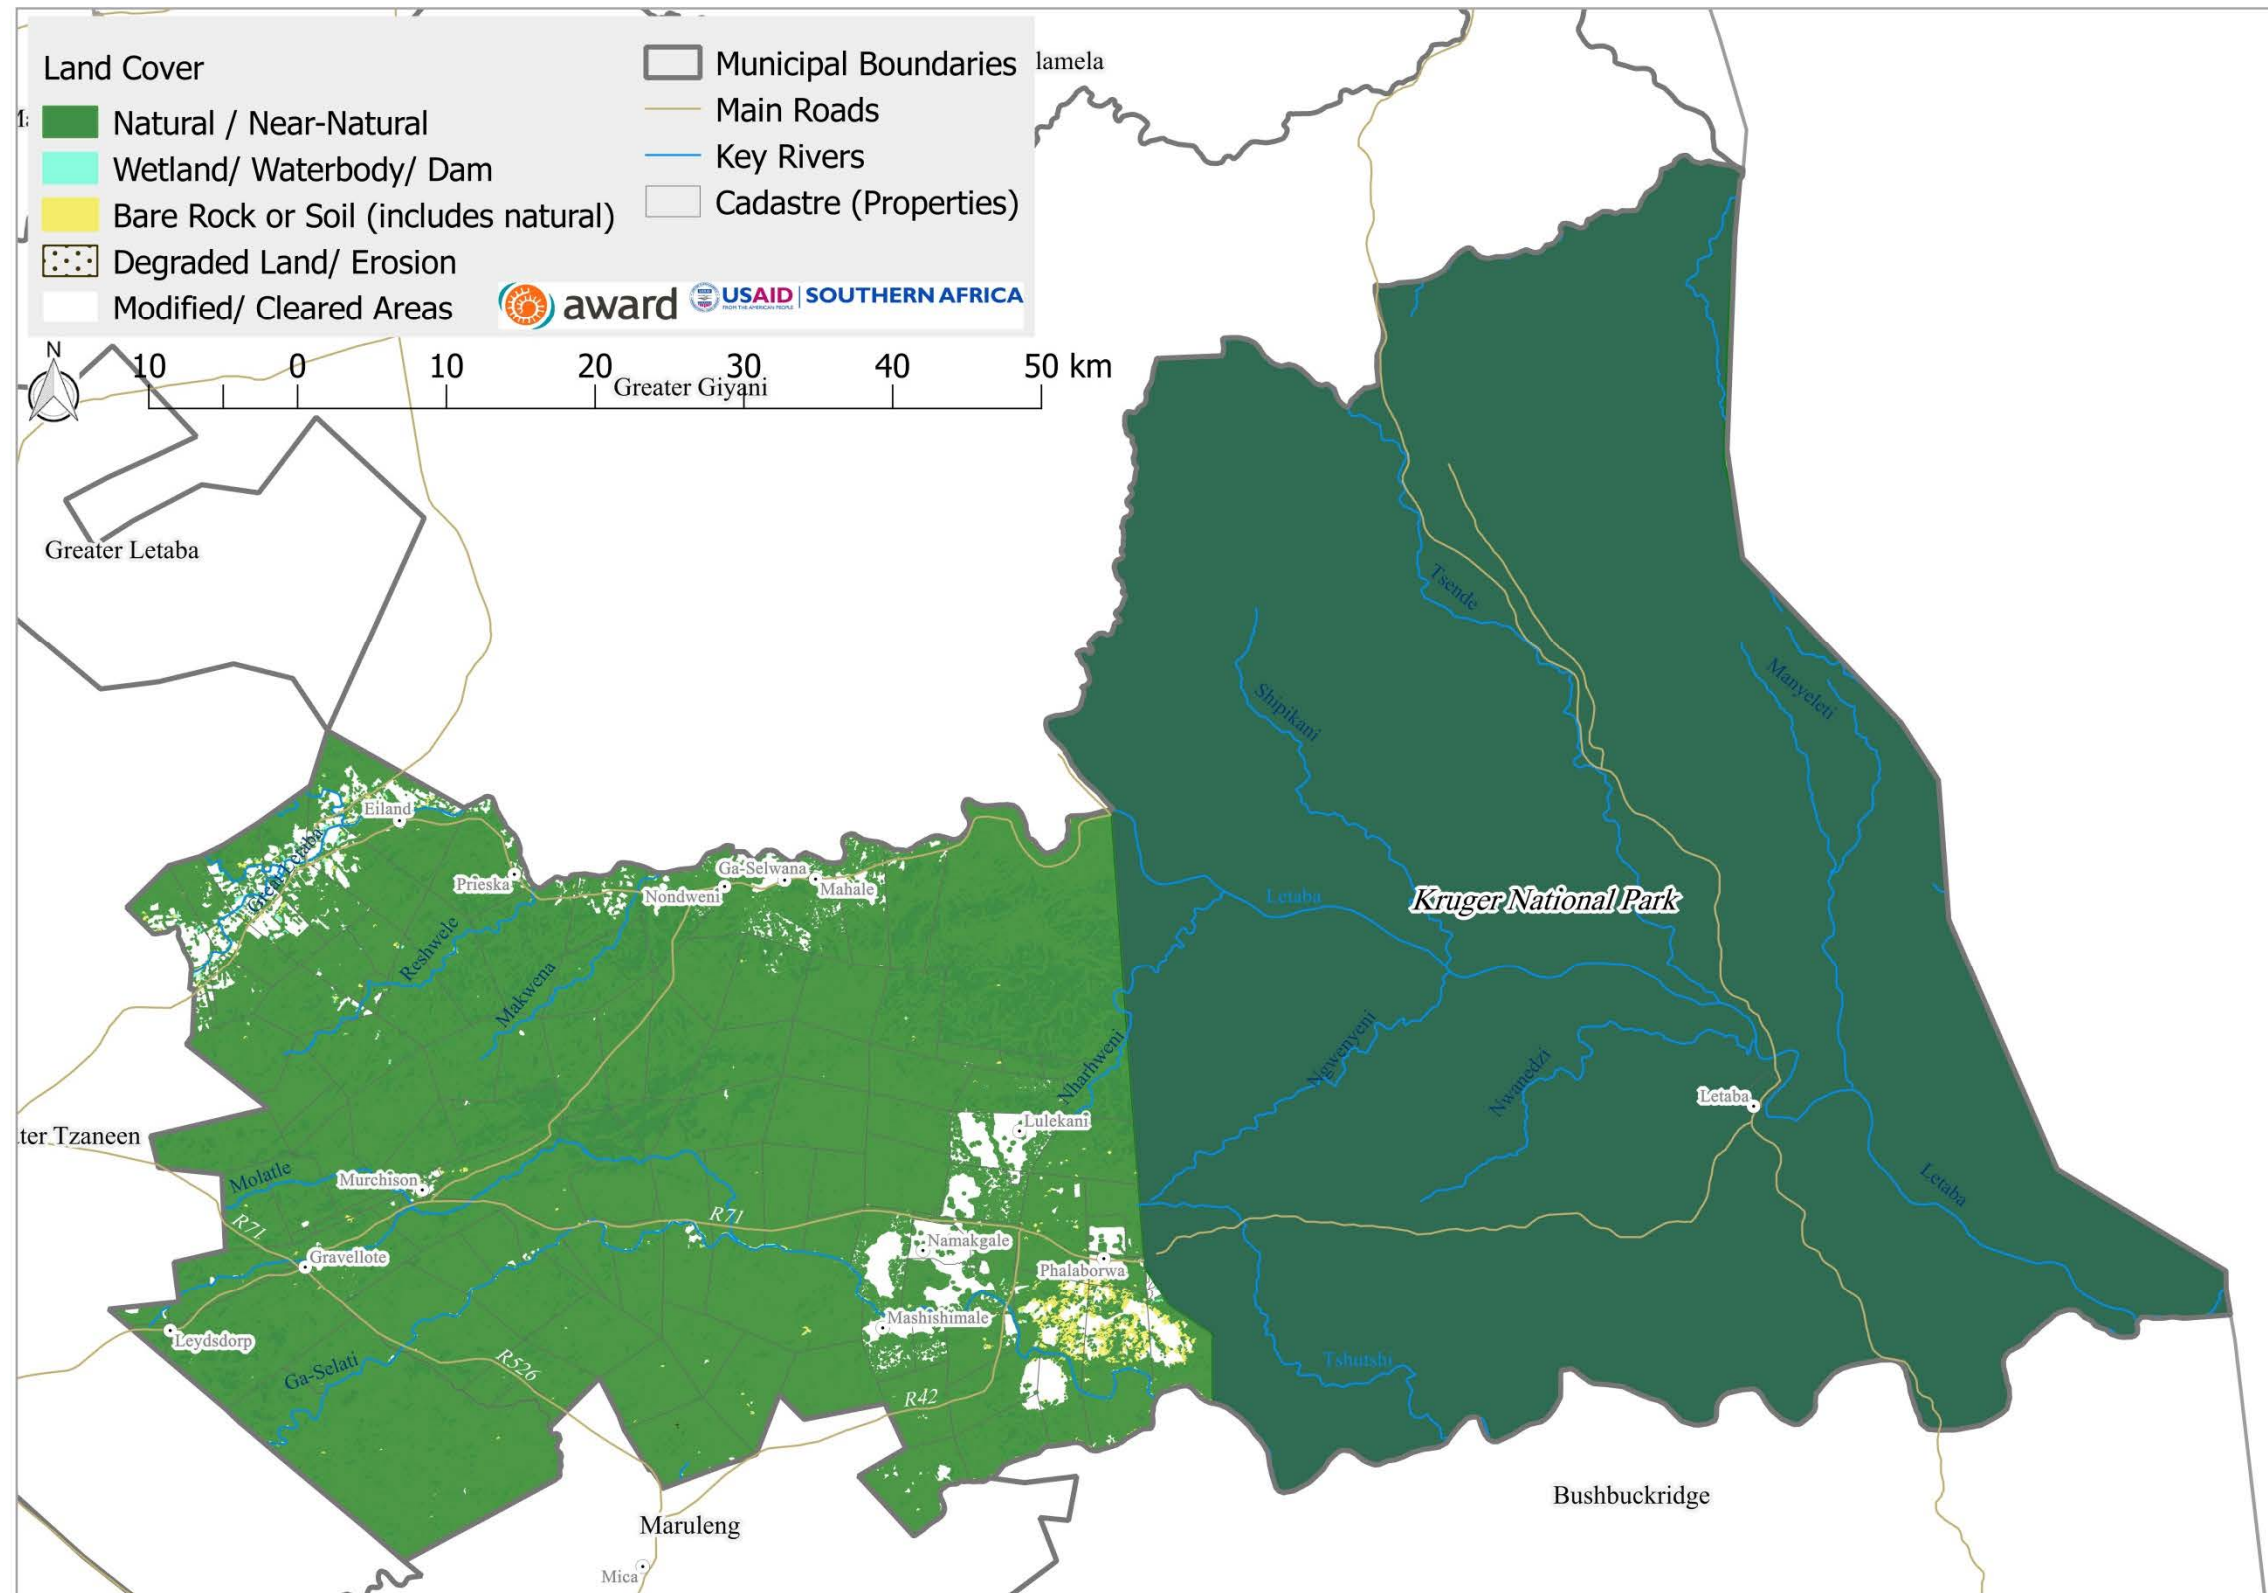 Land Cover
Natural / Near-Natural
Wetland/ Waterbody/ Dam
Bare Rock or Soil (includes natural)
Degraded Land/ Erosion
Modified/ Cleared Areas
Municipal Boundaries
Main Roads
Key Rivers
Cadastre (Properties)
award
USAID | SOUTHERN AFRICA
FROM THE AMERICAN PEOPLE
lamela
N
10 0 10 20 30 40 50 km
Greater Giyani
Greater Letaba
Tsende
Manyeleti
Shipikani
Eiland
Ga-Selwana
Prieska
Nondweni
Mahale
Letaba
Kruger National Park
Reshwele
Makwena
Nharhweni
Ngwenyeni
Nwanedzi
Letaba
Lulekani
ter Tzaneen
Molatle
Murchison
Letaba
R71
R71
Namakgale
Gravellote
Phalaborwa
Mashishimale
Leydsdorp
Ga-Selati
R526
Tshutshi
R42
Bushbuckridge
Maruleng
Mica